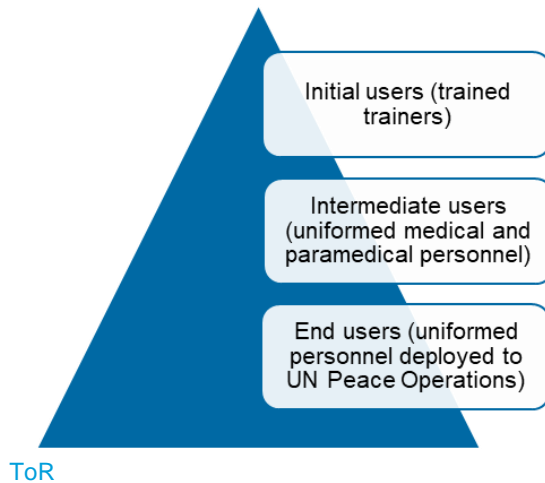 Initial users (trained
trainers)
Intermediate users
(uniformed medical and
paramedical personnel)
End users (uniformed
personnel deployed to
UN Peace Operations)
ToR